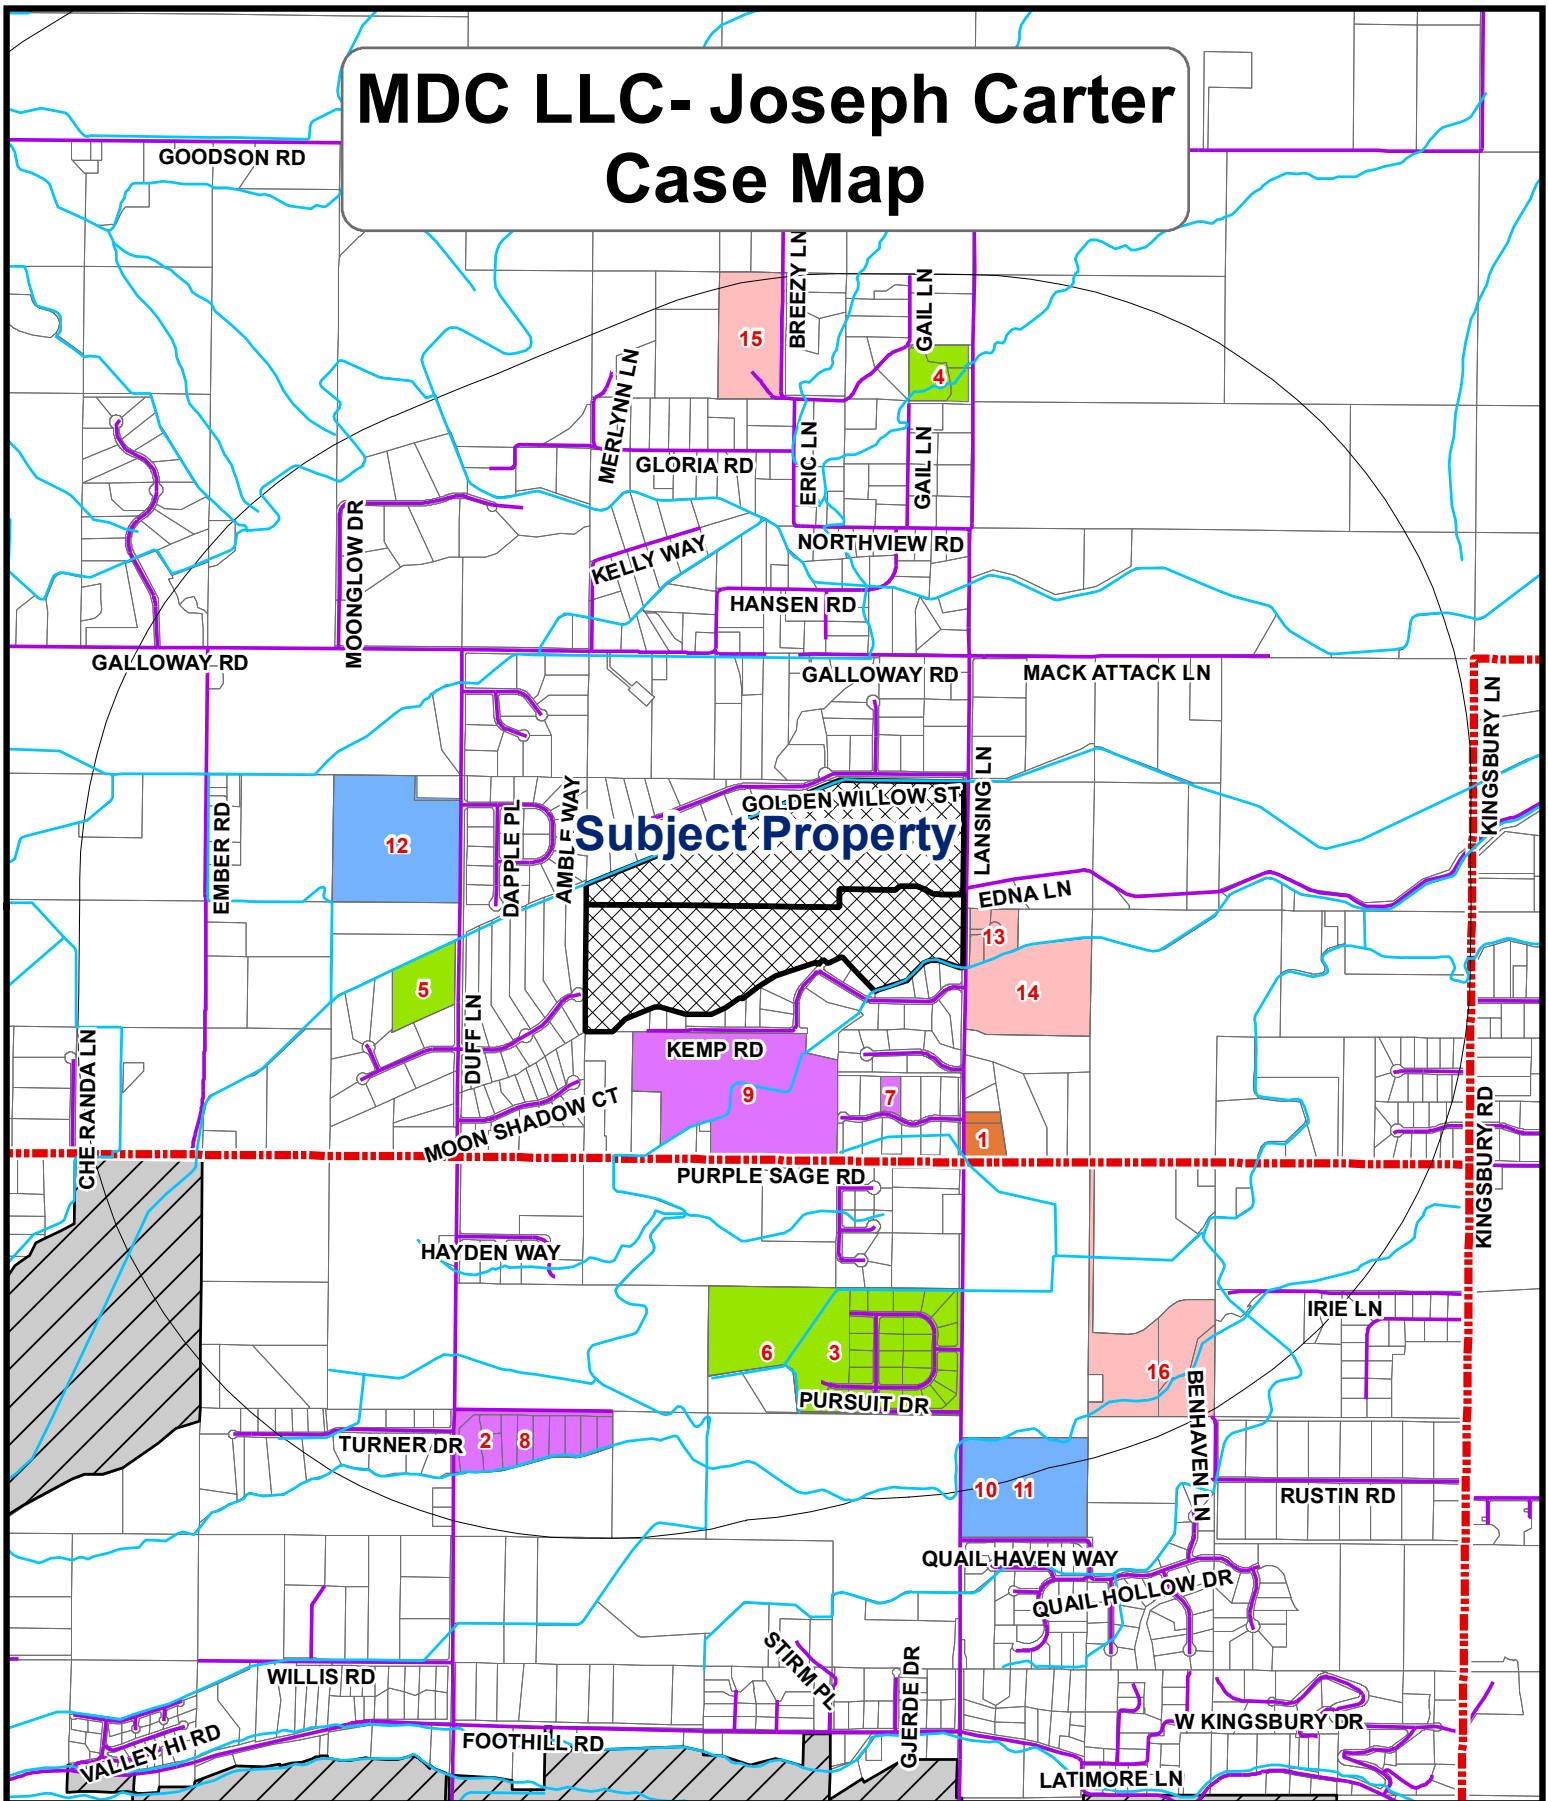 MDC LLC- Joseph Carter
Case Map
GOODSON RD
BREEZY LN
GAIL LN
15
4
MERLYNN LN
GLORIA RD
ERIC LN
GAIL LN
MOONGLOW DR
KELLY WAY
NORTHVIEW RD
HANSEN RD
GALLOWAY RD
GALLOWAY RD
MACK ATTACK LN
KINGSBURY LN
LANSING LN
GOLDEN WILLOW ST
Subject Property
EMBER RD
12
DAPPLE PL
AMBLE WAY
EDNA LN
13
14
5
DUFF LN
CHE RANDA LN
KEMP RD
9
7
1
MOON SHADOW CT
KINGSBURY RD
PURPLE SAGE RD
HAYDEN WAY
IRIE LN
6
3
16
PURSUIT DR
BENHAVEN LN
TURNER DR
2
8
10
11
RUSTIN RD
QUAIL HAVEN WAY
QUAIL HOLLOW DR
STIRM PL
GJERDE DR
WILLIS RD
W KINGSBURY DR
VALLEY HI RD
FOOTHILL RD
LATIMORE LN